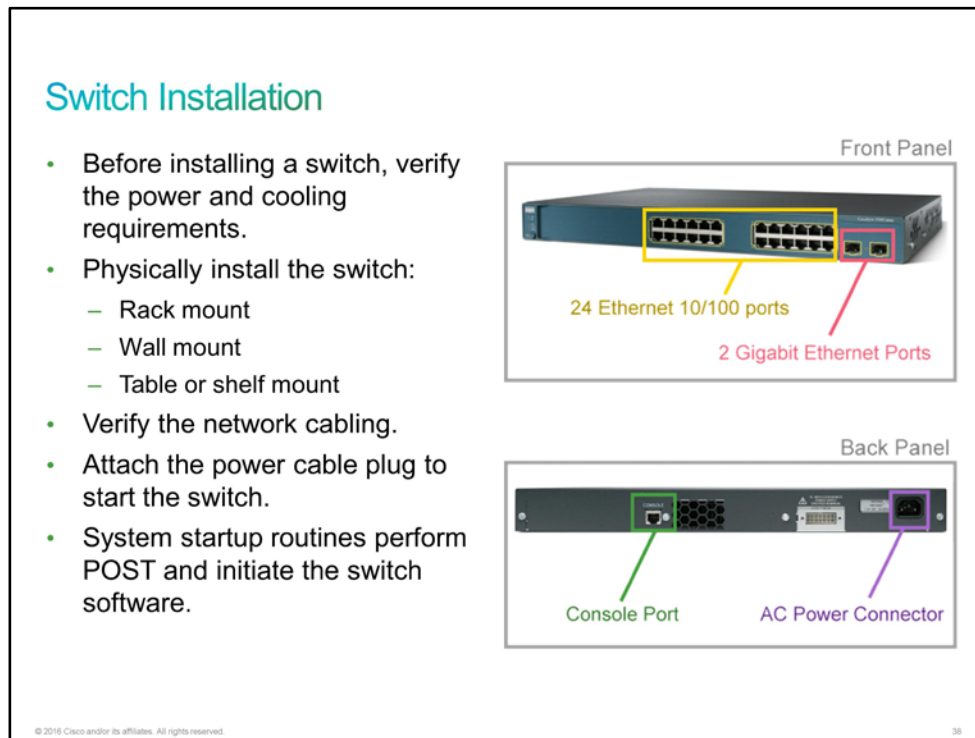 Switch Installation
• Before installing a switch, verify
the power and cooling
requirements.
• Physically install the switch:
– Rack mount
– Wall mount
– Table or shelf mount
• Verify the network cabling.
• Attach the power cable plug to
start the switch.
• System startup routines perform
POST and initiate the switch
software.
Front Panel
24 Ethernet 10/100 ports
2 Gigabit Ethernet Ports
Back Panel
CONSOLE
Console Port
AC Power Connector
© 2016 Cisco and/or its affiliates. All rights reserved.
36